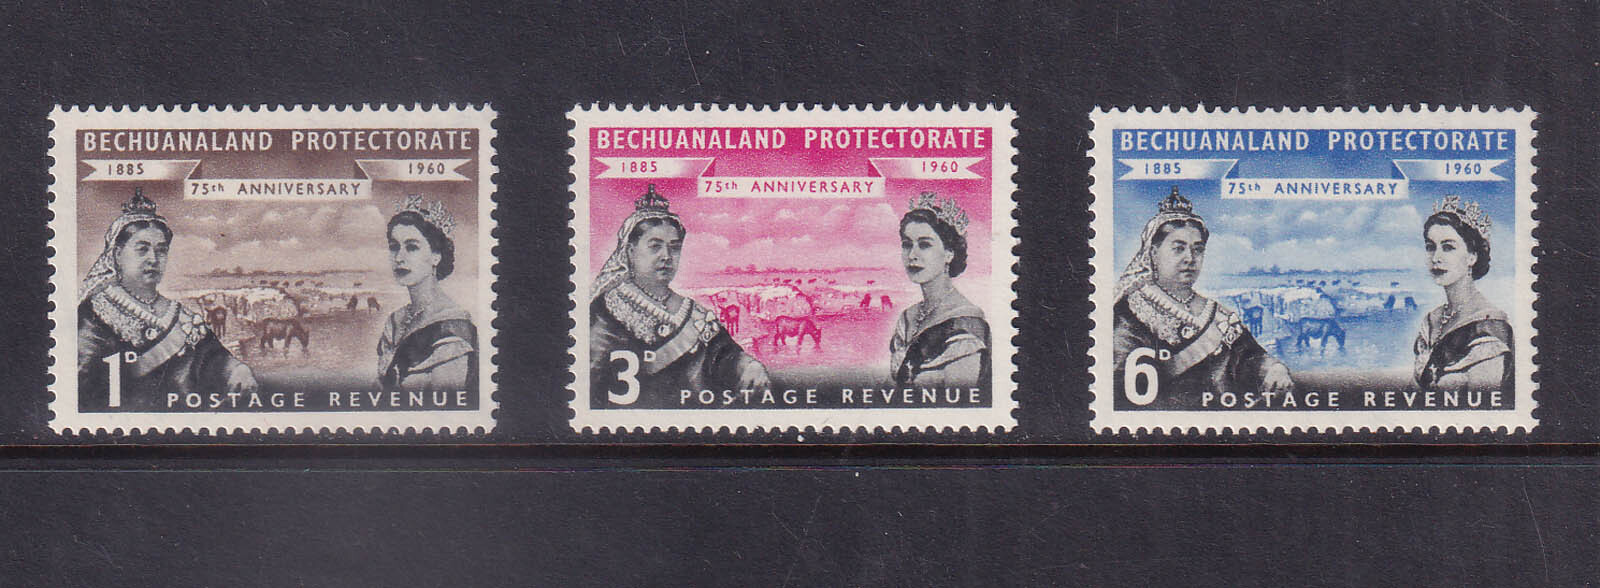 BECHUANALAND PROTECTORATE
1885 1960
75th ANNIVERSARY
1D
POSTAGE REVENUE
BECHUANALAND PROTECTORATE
1885 1960
75th ANNIVERSARY
3D
POSTAGE REVENUE
BECHUANALAND PROTECTORATE
1885 1960
75th ANNIVERSARY
6D
POSTAGE REVENUE